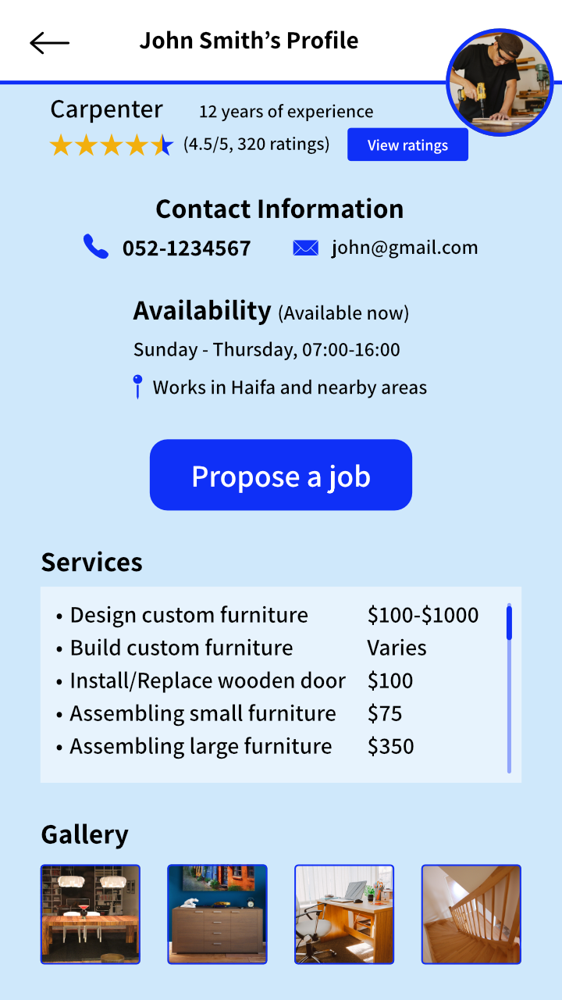 John Smith’s Profile
Carpenter 12 years of experience
(4.5/5, 320 ratings) View ratings
Contact Information
052-1234567 john@gmail.com
Availability (Available now)
Sunday - Thursday, 07:00-16:00
Works in Haifa and nearby areas
Propose a job
Services
• Design custom furniture $100-$1000
• Build custom furniture Varies
• Install/Replace wooden door $100
• Assembling small furniture $75
• Assembling large furniture $350
Gallery